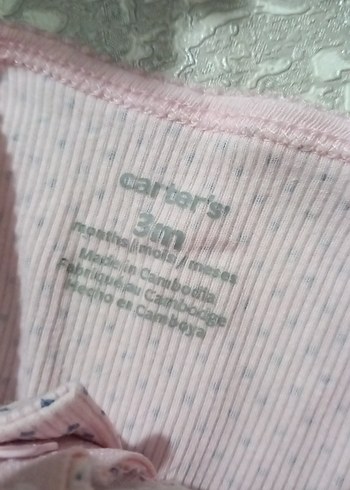 carter's
3m
months / mois / meses
Made in Cambodia
Fabriqué au Cambodge
Hecho en Camboya